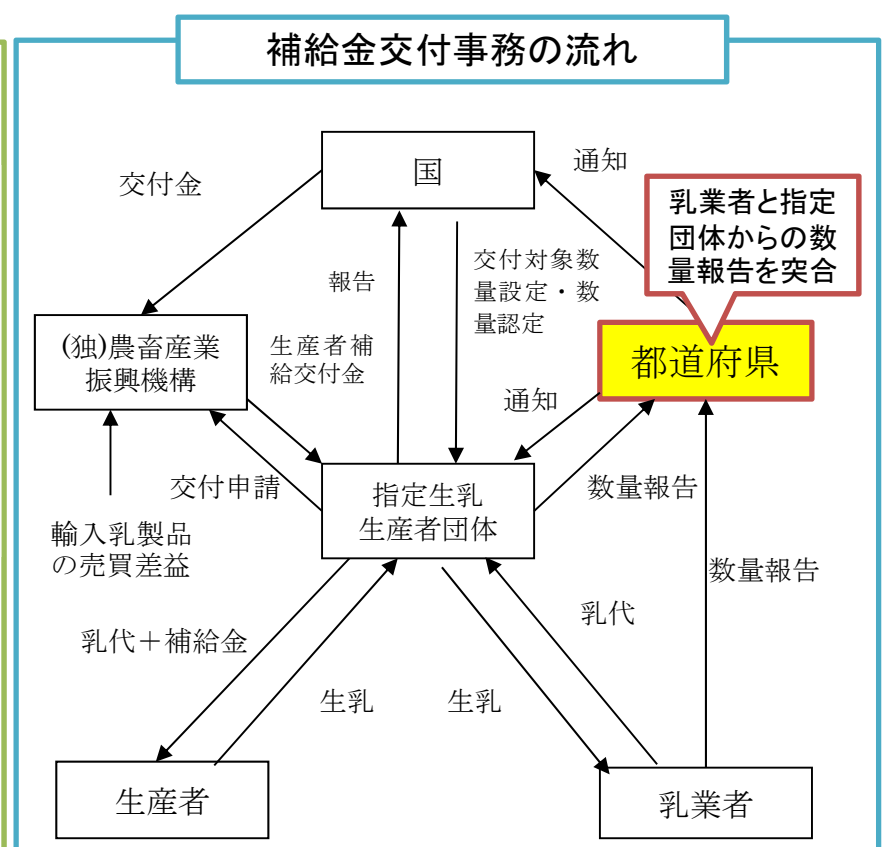 補給金交付事務の流れ
国
通知
交付金
乳業者と指定
団体からの数
量報告を突合
報告
交付対象数
量設定・数
量認定
(独)農畜産業
振興機構
生産者補
給交付金
都道府県
通知
交付申請
指定生乳
生産者団体
数量報告
輸入乳製品
の売買差益
数量報告
乳代
乳代＋補給金
生乳
生乳
生産者
乳業者